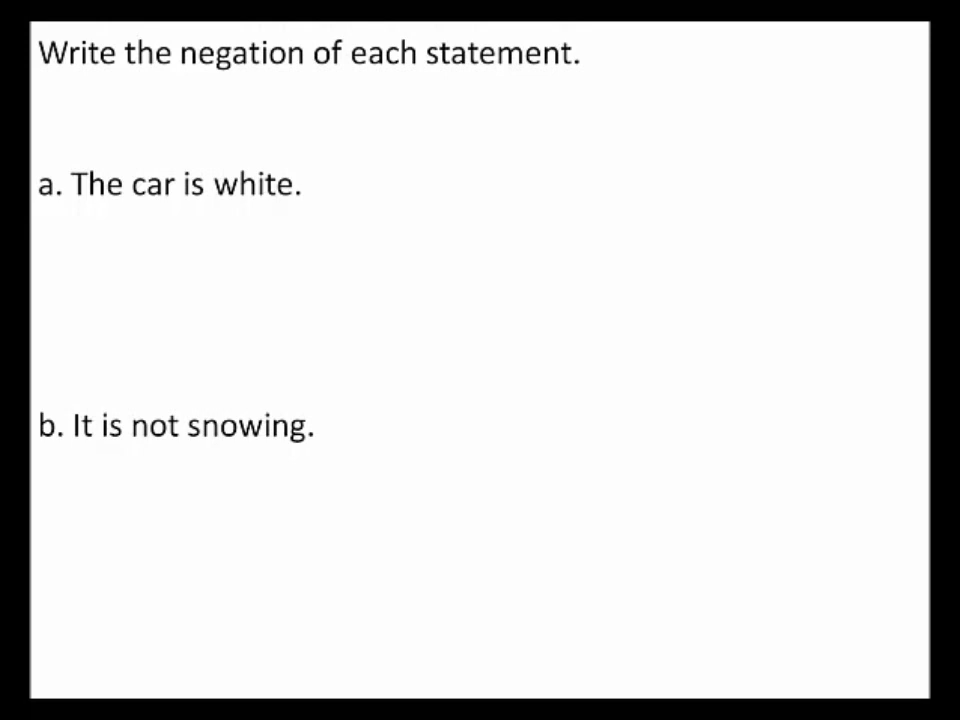 Write the negation of each statement.
a. The car is white.
b. It is not snowing.